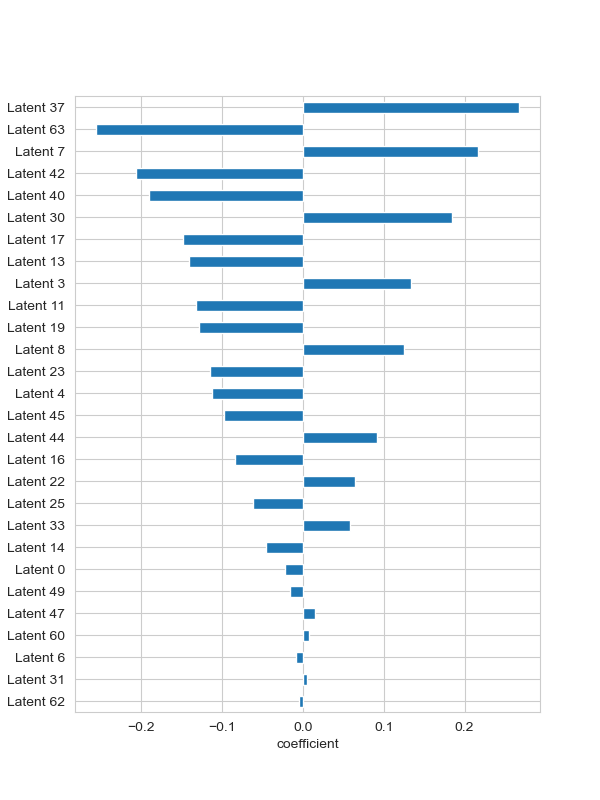 Latent 37
Latent 63
Latent 7
Latent 42
Latent 40
Latent 30
Latent 17
Latent 13
Latent 3
Latent 11
Latent 19
Latent 8
Latent 23
Latent 4
Latent 45
Latent 44
Latent 16
Latent 22
Latent 25
Latent 33
Latent 14
Latent 0
Latent 49
Latent 47
Latent 60
Latent 6
Latent 31
Latent 62
−0.2 −0.1 0.0 0.1 0.2
coefficient